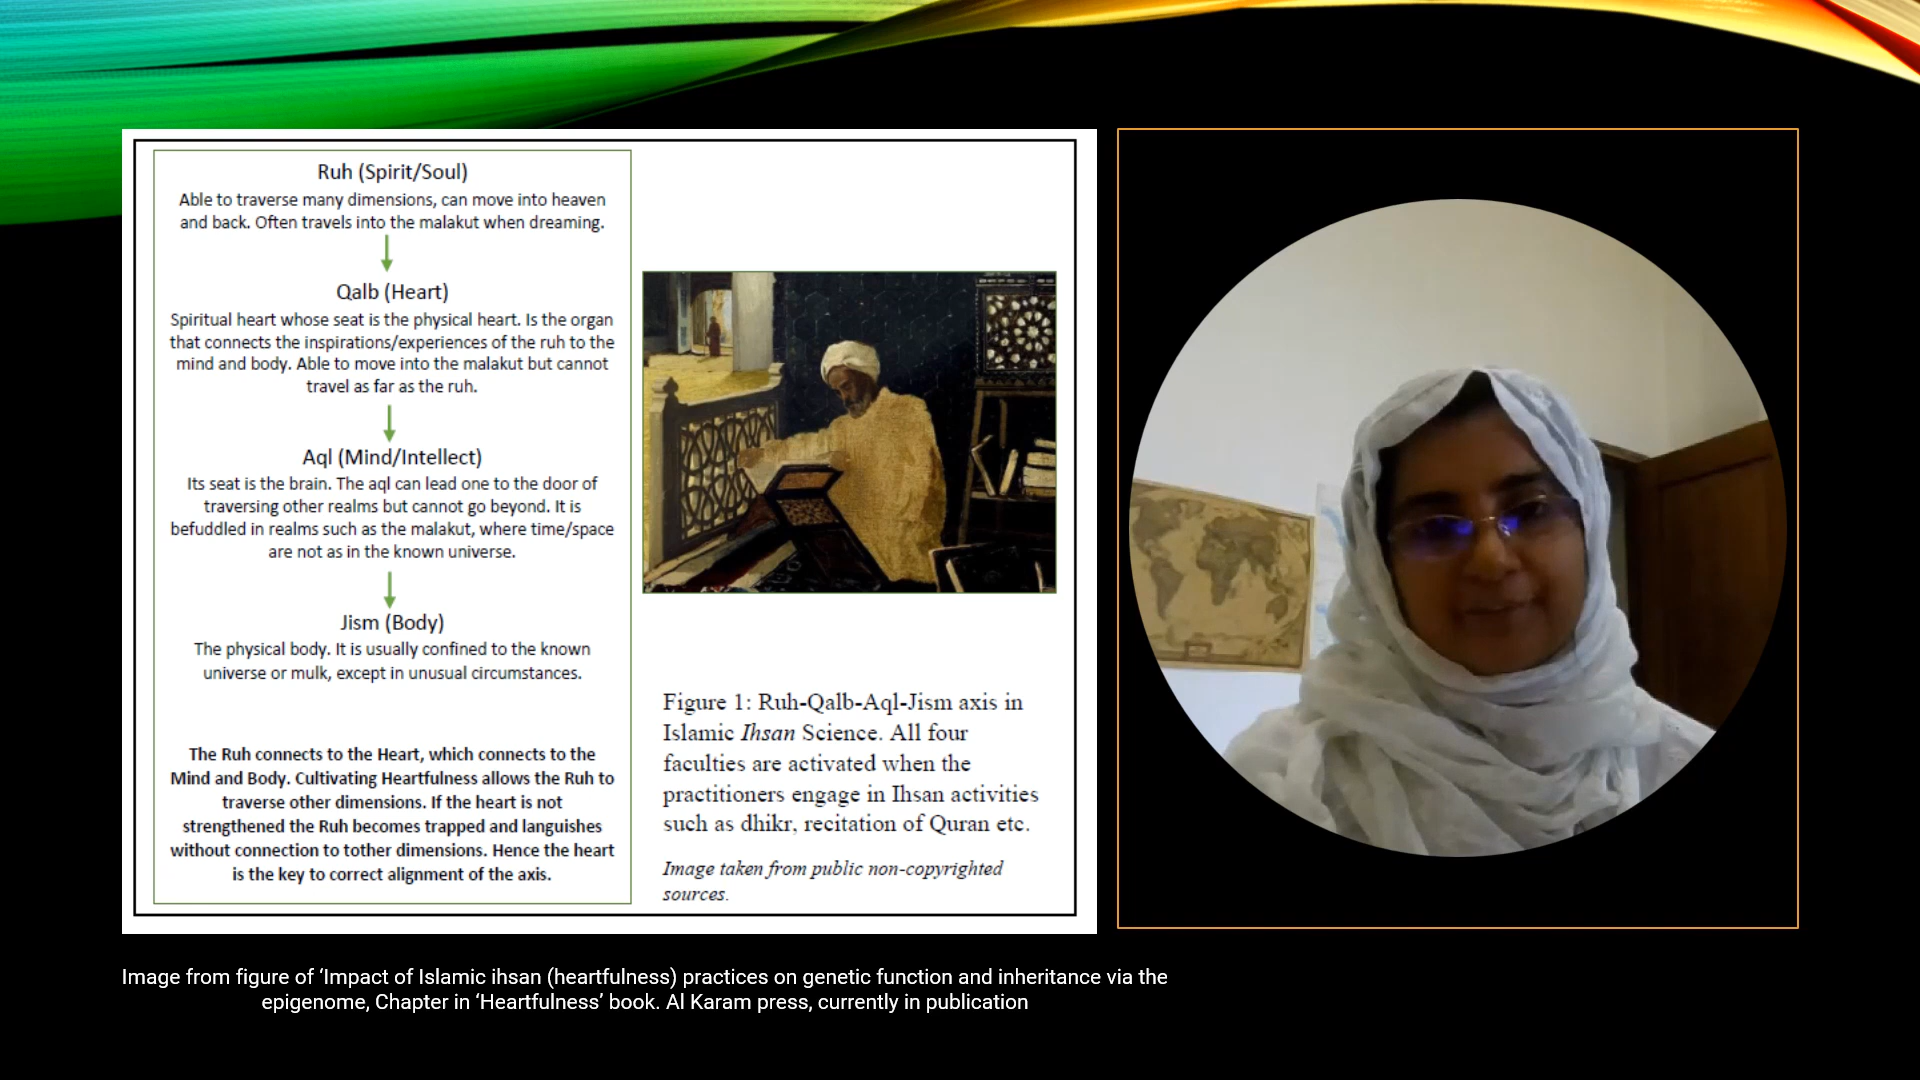 Ruh (Spirit/Soul)
Able to traverse many dimensions, can move into heaven
and back. Often travels into the malakut when dreaming.
Qalb (Heart)
Spiritual heart whose seat is the physical heart. Is the organ
that connects the inspirations/experiences of the ruh to the
mind and body. Able to move into the malakut but cannot
travel as far as the ruh.
Aql (Mind/Intellect)
Its seat is the brain. The aql can lead one to the door of
traversing other realms but cannot go beyond. It is
befuddled in realms such as the malakut, where time/space
are not as in the known universe.
Jism (Body)
The physical body. It is usually confined to the known
universe or mulk, except in unusual circumstances.
The Ruh connects to the Heart, which connects to the
Mind and Body. Cultivating Heartfulness allows the Ruh to
traverse other dimensions. If the heart is not
strengthened the Ruh becomes trapped and languishes
without connection to tother dimensions. Hence the heart
is the key to correct alignment of the axis.
Figure 1: Ruh-Qalb-Aql-Jism axis in
Islamic Ihsan Science. All four
faculties are activated when the
practitioners engage in Ihsan activities
such as dhikr, recitation of Quran etc.
Image taken from public non-copyrighted
sources.
Image from figure of ‘Impact of Islamic ihsan (heartfulness) practices on genetic function and inheritance via the
epigenome, Chapter in ‘Heartfulness’ book. Al Karam press, currently in publication